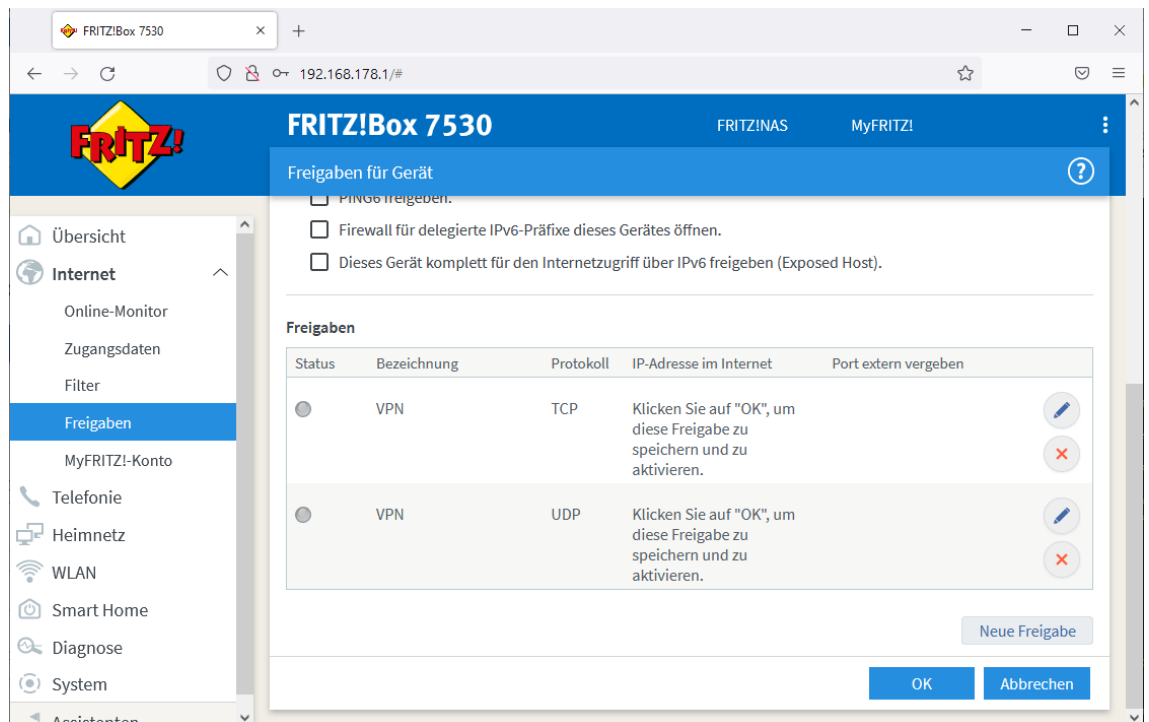 FRITZ!Box 7530
192.168.178.1/#
FRITZ!
FRITZ!Box 7530
FRITZ!NAS
MyFRITZ!
Freigaben für Gerät
Übersicht
Internet
Online-Monitor
Zugangsdaten
Filter
Freigaben
MyFRITZ!-Konto
Telefonie
Heimnetz
WLAN
Smart Home
Diagnose
System
Assistenten
PING6 freigeben.
Firewall für delegierte IPv6-Präfixe dieses Gerätes öffnen.
Dieses Gerät komplett für den Internetzugriff über IPv6 freigeben (Exposed Host).
Freigaben
Status Bezeichnung Protokoll IP-Adresse im Internet Port extern vergeben
VPN TCP Klicken Sie auf "OK", um
diese Freigabe zu
speichern und zu
aktivieren.
VPN UDP Klicken Sie auf "OK", um
diese Freigabe zu
speichern und zu
aktivieren.
Neue Freigabe
OK
Abbrechen